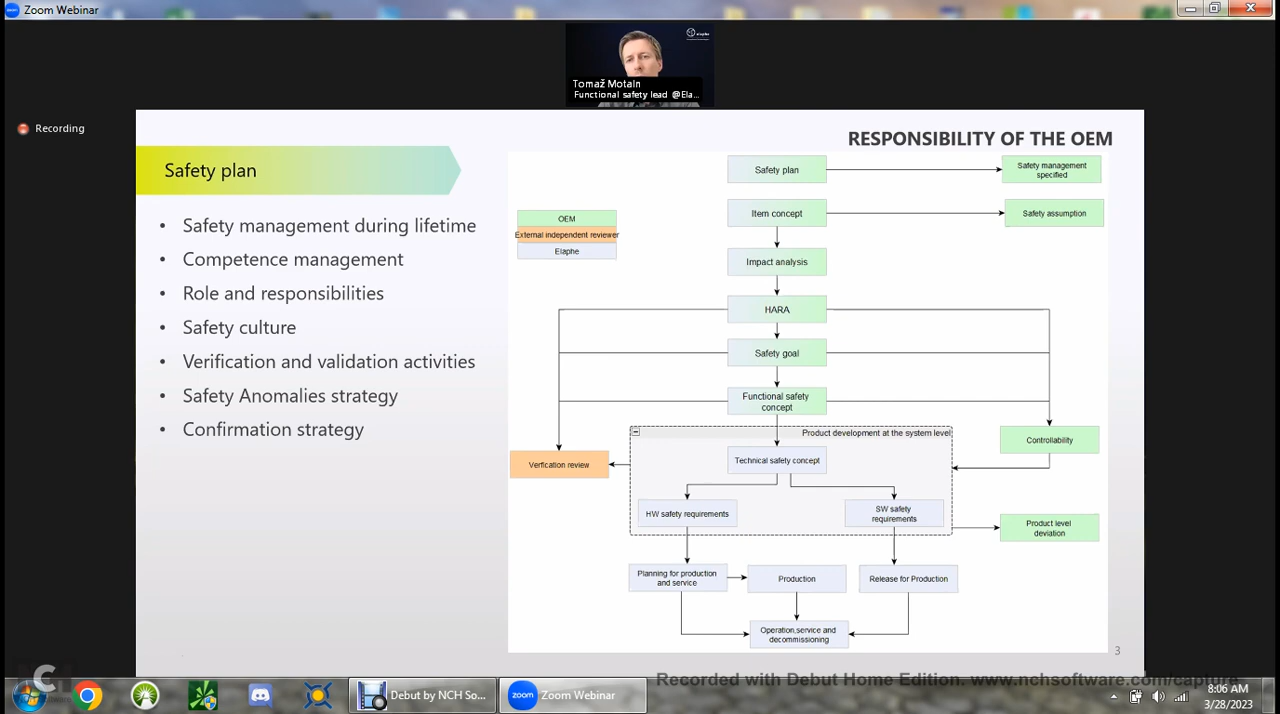 Zoom Webinar
elaphe
Tomaž Motaln
Functional safety lead @Ela...
Recording
RESPONSIBILITY OF THE OEM
Safety plan
• Safety management during lifetime
• Competence management
• Role and responsibilities
• Safety culture
• Verification and validation activities
• Safety Anomalies strategy
• Confirmation strategy
OEM
External independent reviewer
Elaphe
Safety plan
Safety management
specified
Item concept
Safety assumption
Impact analysis
HARA
Safety goal
Functional safety
concept
Product development at the system level
Technical safety concept
Controllability
Verfication review
HW safety requirements
SW safety
requirements
Product level
deviation
Planning for production
and service
Production
Release for Production
Operation,service and
decommissioning
3
Recorded with Debut Home Edition. www.nchsoftware.com/capture
Debut by NCH So...
zoom
Zoom Webinar
8:06 AM
3/28/2023